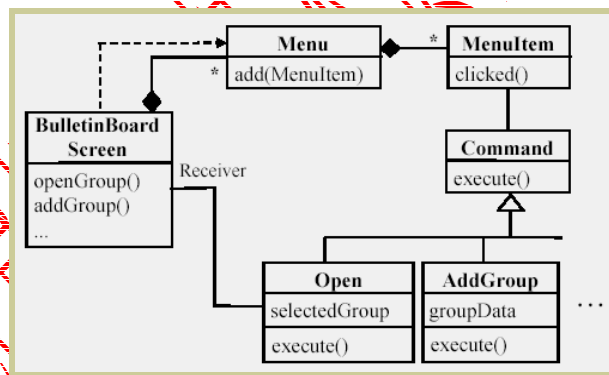 Menu
add(MenuItem)
*
*
MenuItem
clicked()
BulletinBoard
Screen
openGroup()
addGroup()
...
Receiver
Command
execute()
Open
selectedGroup
execute()
AddGroup
groupData
execute()
...